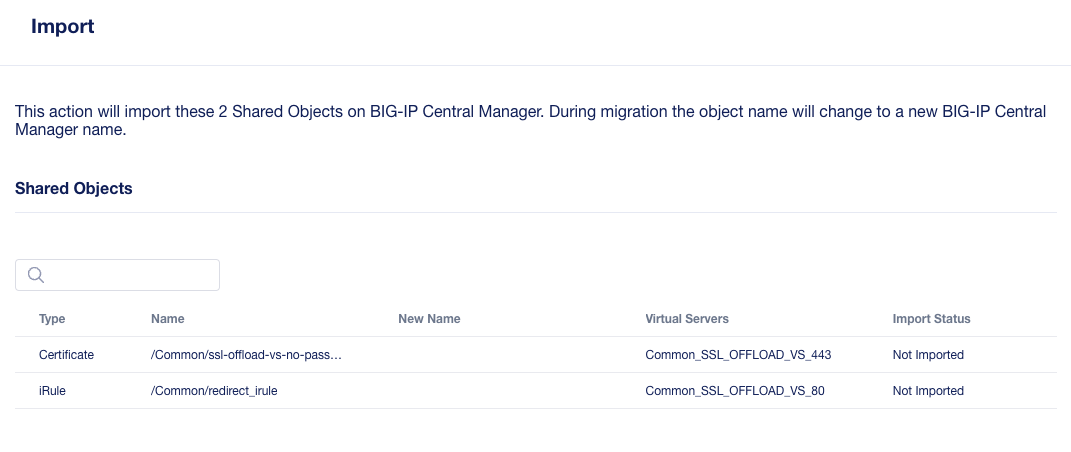 Import
This action will import these 2 Shared Objects on BIG-IP Central Manager. During migration the object name will change to a new BIG-IP Central
Manager name.
Shared Objects
Type Name New Name Virtual Servers Import Status
Certificate /Common/ssl-offload-vs-no-pass... Common_SSL_OFFLOAD_VS_443 Not Imported
iRule /Common/redirect_irule Common_SSL_OFFLOAD_VS_80 Not Imported